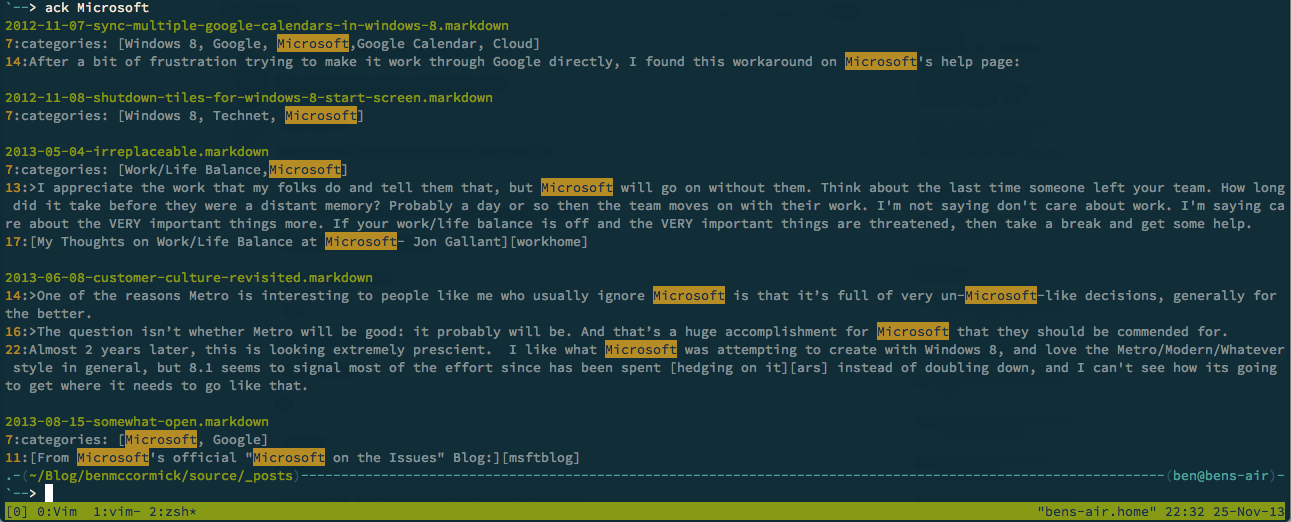 `--> ack Microsoft
2012-11-07-sync-multiple-google-calendars-in-windows-8.markdown
7:categories: [Windows 8, Google, Microsoft,Google Calendar, Cloud]
14:After a bit of frustration trying to make it work through Google directly, I found this workaround on Microsoft's help page:
2012-11-08-shutdown-tiles-for-windows-8-start-screen.markdown
7:categories: [Windows 8, Technet, Microsoft]
2013-05-04-irreplaceable.markdown
7:categories: [Work/Life Balance,Microsoft]
13:>I appreciate the work that my folks do and tell them that, but Microsoft will go on without them. Think about the last time someone left your team. How long
did it take before they were a distant memory? Probably a day or so then the team moves on with their work. I'm not saying don't care about work. I'm saying ca
re about the VERY important things more. If your work/life balance is off and the VERY important things are threatened, then take a break and get some help.
17:[My Thoughts on Work/Life Balance at Microsoft- Jon Gallant][workhome]
2013-06-08-customer-culture-revisited.markdown
14:>One of the reasons Metro is interesting to people like me who usually ignore Microsoft is that it’s full of very un-Microsoft-like decisions, generally for
the better.
16:>The question isn’t whether Metro will be good: it probably will be. And that’s a huge accomplishment for Microsoft that they should be commended for.
22:Almost 2 years later, this is looking extremely prescient.  I like what Microsoft was attempting to create with Windows 8, and love the Metro/Modern/Whatever
style in general, but 8.1 seems to signal most of the effort since has been spent [hedging on it][ars] instead of doubling down, and I can't see how its going
to get where it needs to go like that.
2013-08-15-somewhat-open.markdown
7:categories: [Microsoft, Google]
11:[From Microsoft's official "Microsoft on the Issues" Blog:][msftblog]
.-(~/Blog/benmccormick/source/_posts)------------------------------------------------------------------------------------------------------------(ben@bens-air)-
`-->
[0] 0:Vim  1:vim- 2:zsh* "bens-air.home" 22:32 25-Nov-13